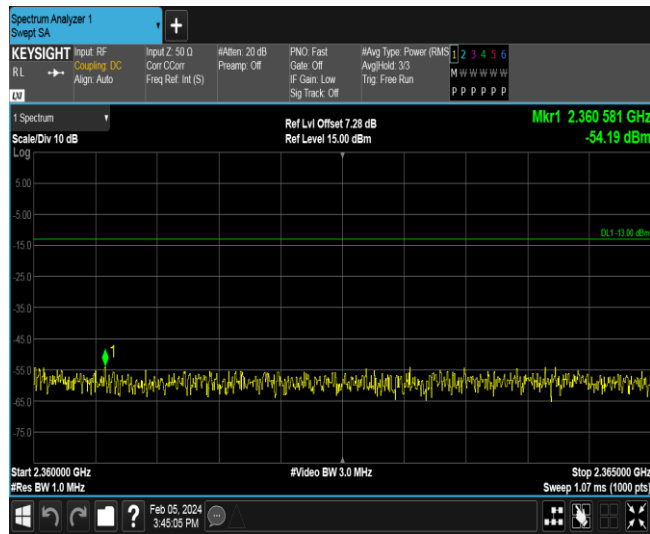 Spectrum Analyzer 1
Swept SA
+
KEYSIGHT
RL
LXI
Input: RF
Coupling: DC
Align: Auto
Input Z: 50 Ω
Corr CCorr
Freq Ref: Int (S)
#Atten: 20 dB
Preamp: Off
PNO: Fast
Gate: Off
IF Gain: Low
Sig Track: Off
#Avg Type: Power (RMS
Avg|Hold: 3/3
Trig: Free Run
1 2 3 4 5 6
M W W W W W
P P P P P P
1 Spectrum
Scale/Div 10 dB
Log
Ref Lvl Offset 7.28 dB
Ref Level 15.00 dBm
Mkr1 2.360 581 GHz
-54.19 dBm
5.00
-5.00
DL1 -13.00 dBm
-15.0
-25.0
-35.0
-45.0
1
-55.0
-65.0
-75.0
Start 2.360000 GHz
#Res BW 1.0 MHz
#Video BW 3.0 MHz
Stop 2.365000 GHz
Sweep 1.07 ms (1000 pts)
?
Feb 05, 2024
3:45:05 PM